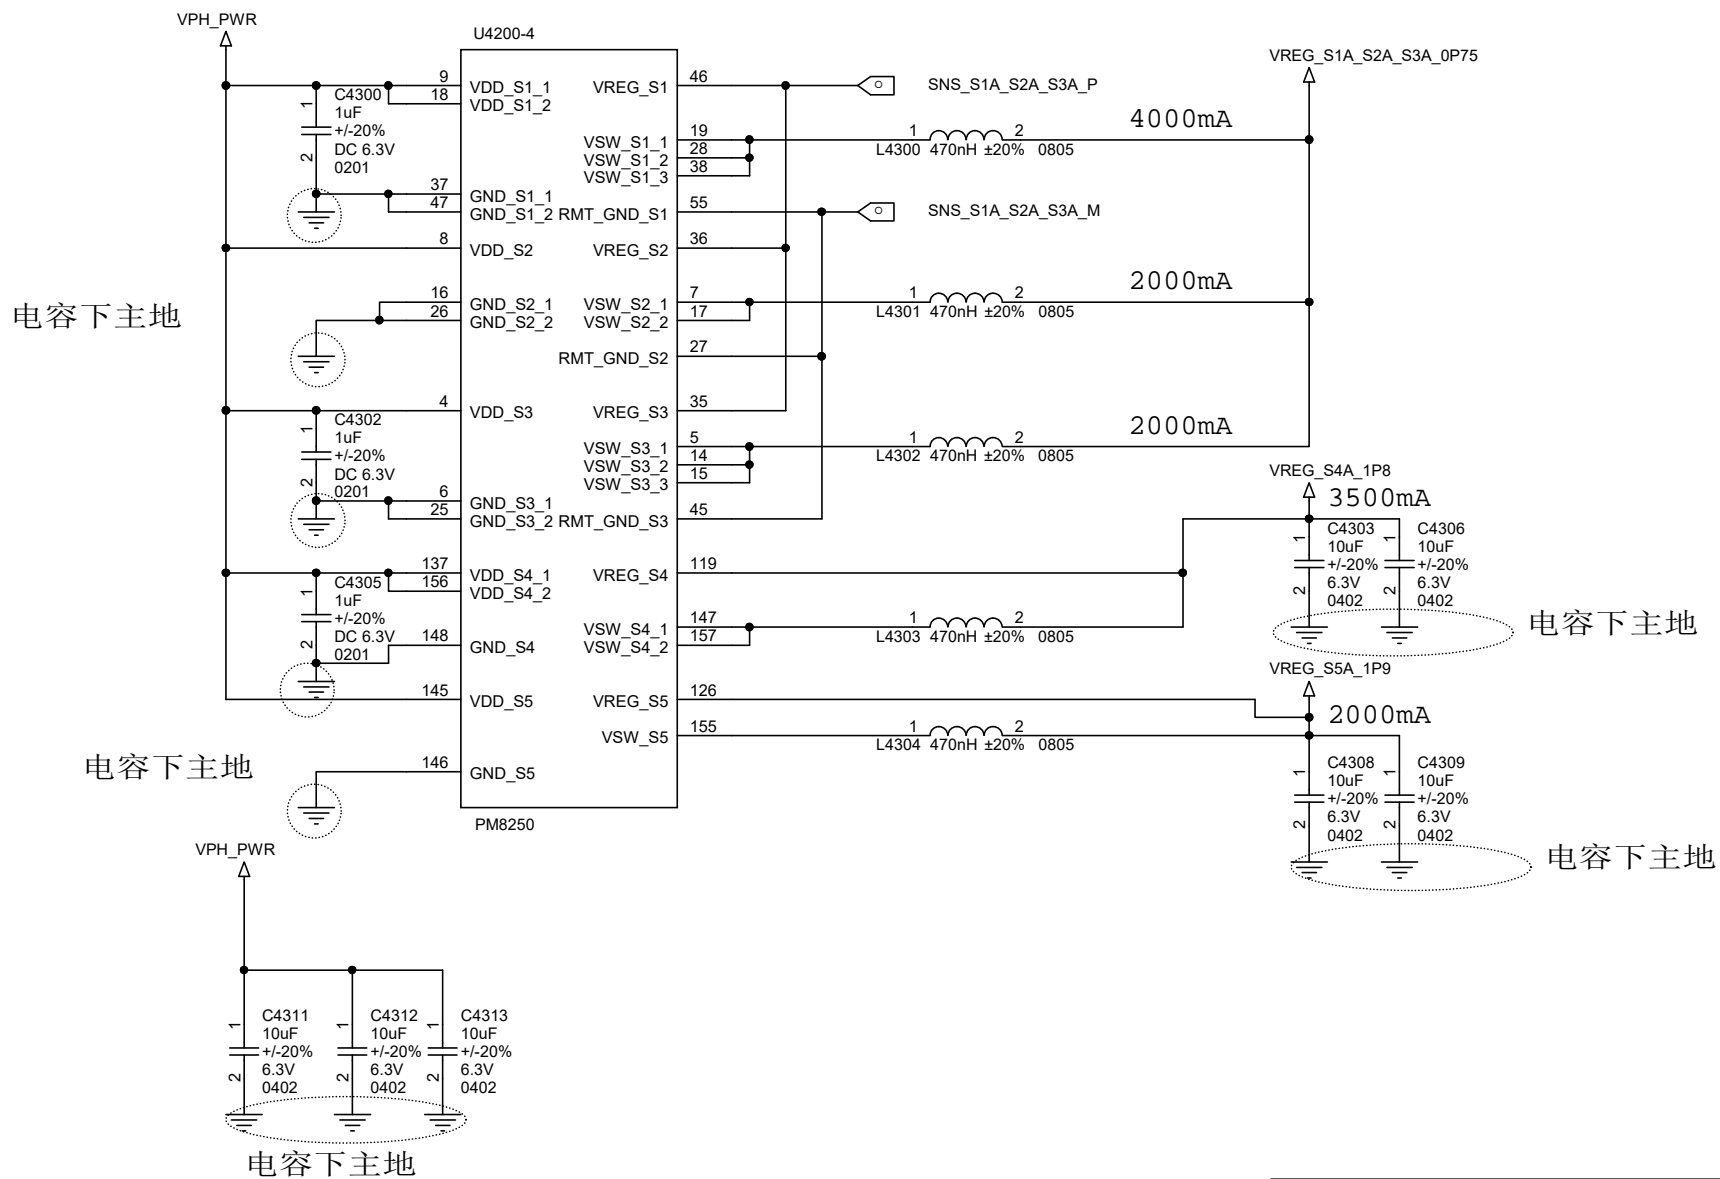 VPH_PWR
U4200-4
VREG_S1A_S2A_S3A_0P75
9 VDD_S1_1
18 VDD_S1_2
C4300
1uF
+/-20%
DC 6.3V
0201
1
2
37 GND_S1_1
47 GND_S1_2
8 VDD_S2
16 GND_S2_1
26 GND_S2_2
电容下主地
4 VDD_S3
C4302
1uF
+/-20%
DC 6.3V
0201
1
2
6 GND_S3_1
25 GND_S3_2
137 VDD_S4_1
156 VDD_S4_2
C4305
1uF
+/-20%
DC 6.3V
0201
1
2
148 GND_S4
145 VDD_S5
电容下主地
146 GND_S5
PM8250
VREG_S1 46
SNS_S1A_S2A_S3A_P
VSW_S1_1 19
VSW_S1_2 28
VSW_S1_3 38
1 2
L4300 470nH ±20% 0805
4000mA
RMT_GND_S1 55
SNS_S1A_S2A_S3A_M
VREG_S2 36
VSW_S2_1 7
VSW_S2_2 17
1 2
L4301 470nH ±20% 0805
2000mA
RMT_GND_S2 27
VREG_S3 35
VSW_S3_1 5
VSW_S3_2 14
VSW_S3_3 15
1 2
L4302 470nH ±20% 0805
2000mA
RMT_GND_S3 45
VREG_S4 119
VSW_S4_1 147
VSW_S4_2 157
1 2
L4303 470nH ±20% 0805
VREG_S4A_1P8
3500mA
C4303
10uF
+/-20%
6.3V
0402
1
2
C4306
10uF
+/-20%
6.3V
0402
1
2
电容下主地
VREG_S5 126
VSW_S5 155
1 2
L4304 470nH ±20% 0805
VREG_S5A_1P9
2000mA
C4308
10uF
+/-20%
6.3V
0402
1
2
C4309
10uF
+/-20%
6.3V
0402
1
2
电容下主地
VPH_PWR
C4311
10uF
+/-20%
6.3V
0402
1
2
C4312
10uF
+/-20%
6.3V
0402
1
2
C4313
10uF
+/-20%
6.3V
0402
1
2
电容下主地